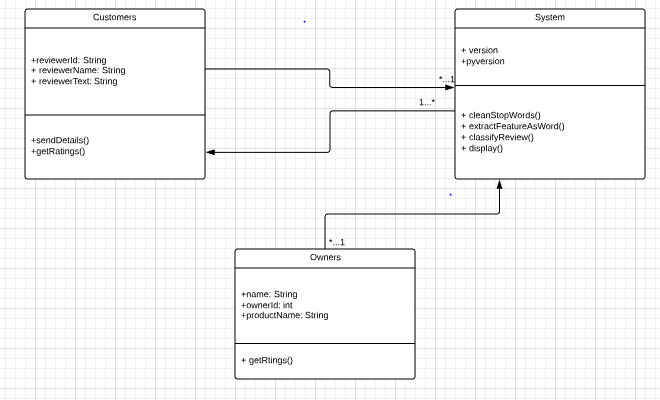 Customers
+reviewerId: String
+ reviewerName: String
+ reviewerText: String
+sendDetails()
+getRatings()
System
+ version
+pyversion
+ cleanStopWords()
+ extractFeatureAsWord()
+ classifyReview()
+ display()
*...1
1...*
*...1
Owners
+name: String
+ownerId: int
+productName: String
+ getRtings()